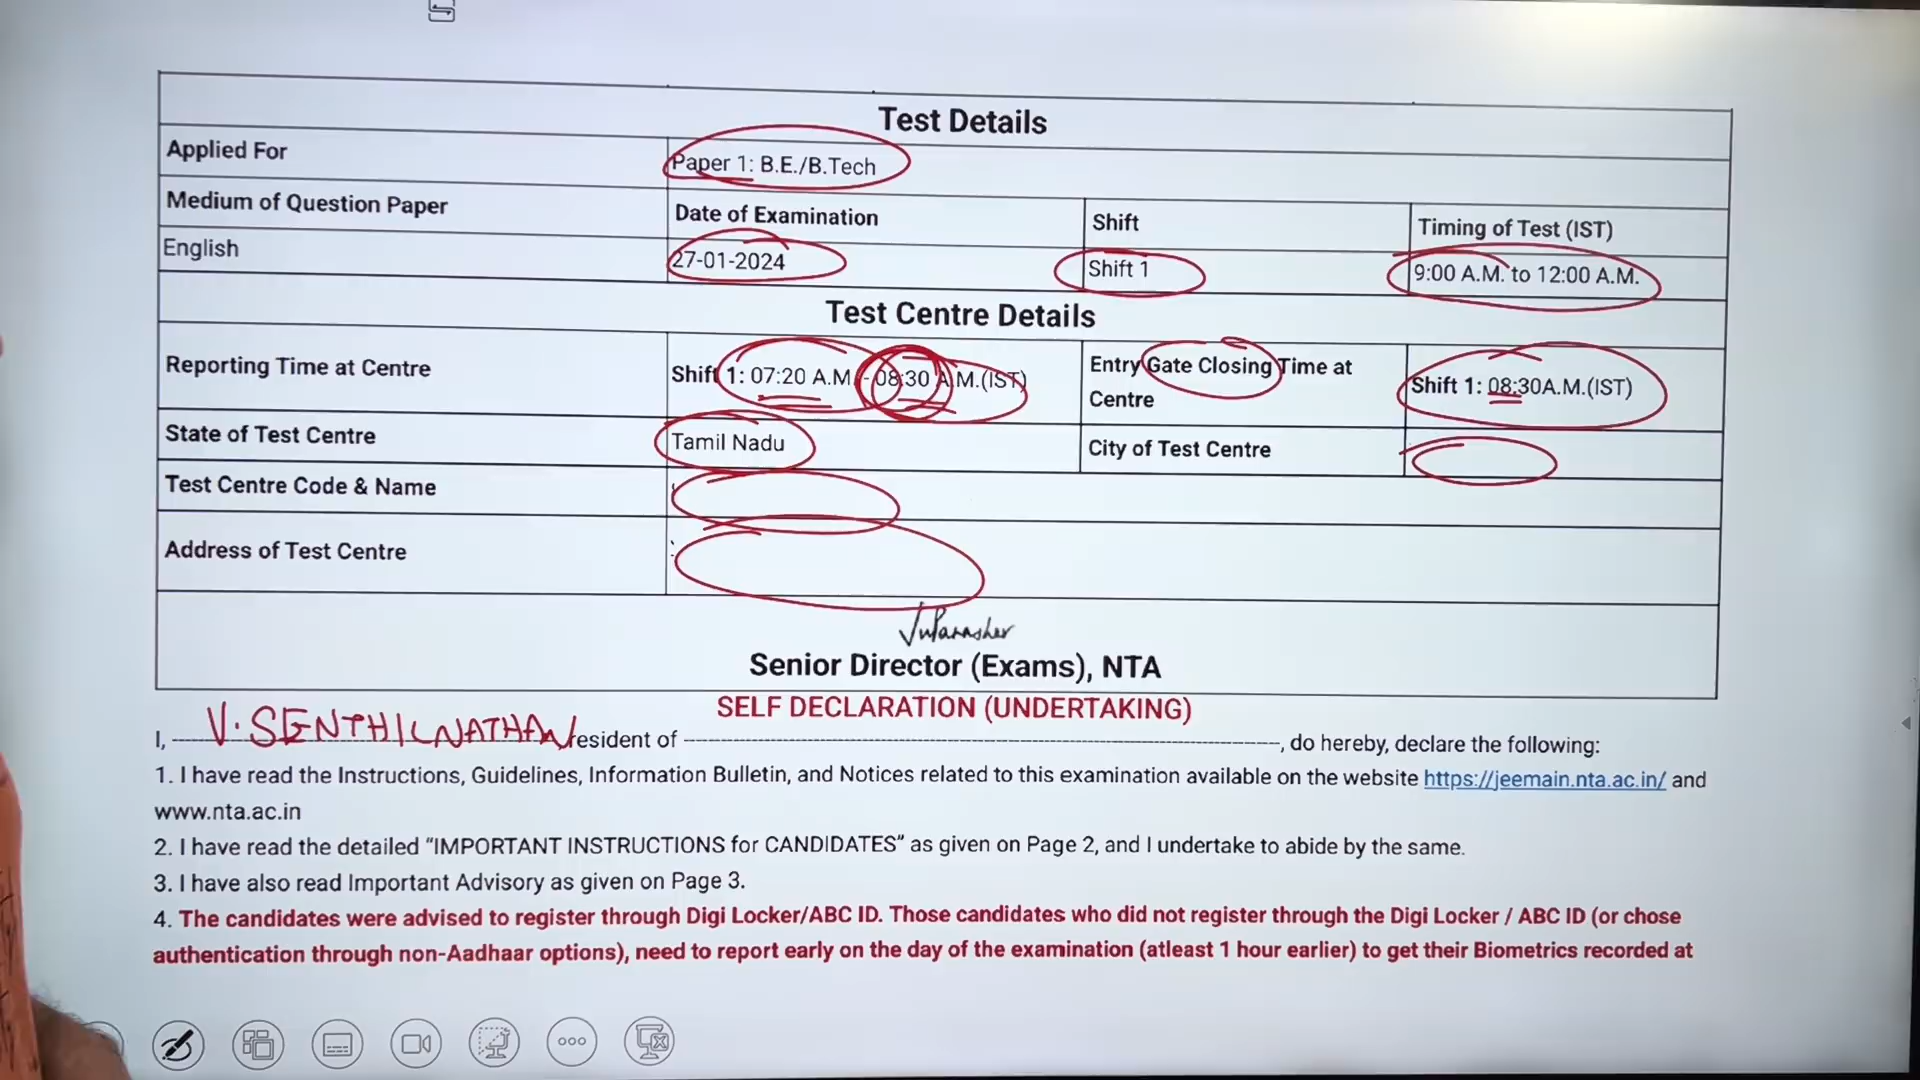 Test Details
Applied For Paper 1: B.E./B.Tech
Medium of Question Paper Date of Examination Shift Timing of Test (IST)
English 27-01-2024 Shift 1 9:00 A.M. to 12:00 A.M.
Test Centre Details
Reporting Time at Centre Shift 1: 07:20 A.M. - 08:30 A.M.(IST) Entry Gate Closing Time at Centre Shift 1: 08:30A.M.(IST)
State of Test Centre Tamil Nadu City of Test Centre
Test Centre Code & Name
Address of Test Centre
Senior Director (Exams), NTA
SELF DECLARATION (UNDERTAKING)
I, V. SENTHILNATHAN resident of , do hereby, declare the following:
1. I have read the Instructions, Guidelines, Information Bulletin, and Notices related to this examination available on the website https://jeemain.nta.ac.in/ and
www.nta.ac.in
2. I have read the detailed “IMPORTANT INSTRUCTIONS for CANDIDATES” as given on Page 2, and I undertake to abide by the same.
3. I have also read Important Advisory as given on Page 3.
4. The candidates were advised to register through Digi Locker/ABC ID. Those candidates who did not register through the Digi Locker / ABC ID (or chose
authentication through non-Aadhaar options), need to report early on the day of the examination (atleast 1 hour earlier) to get their Biometrics recorded at